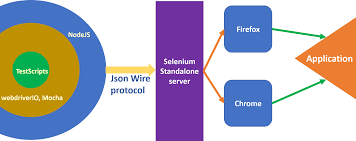 NodeJS
TestScripts
webdriverIO, Mocha
Json Wire
protocol
Selenium
Standalone
server
Firefox
Chrome
Application